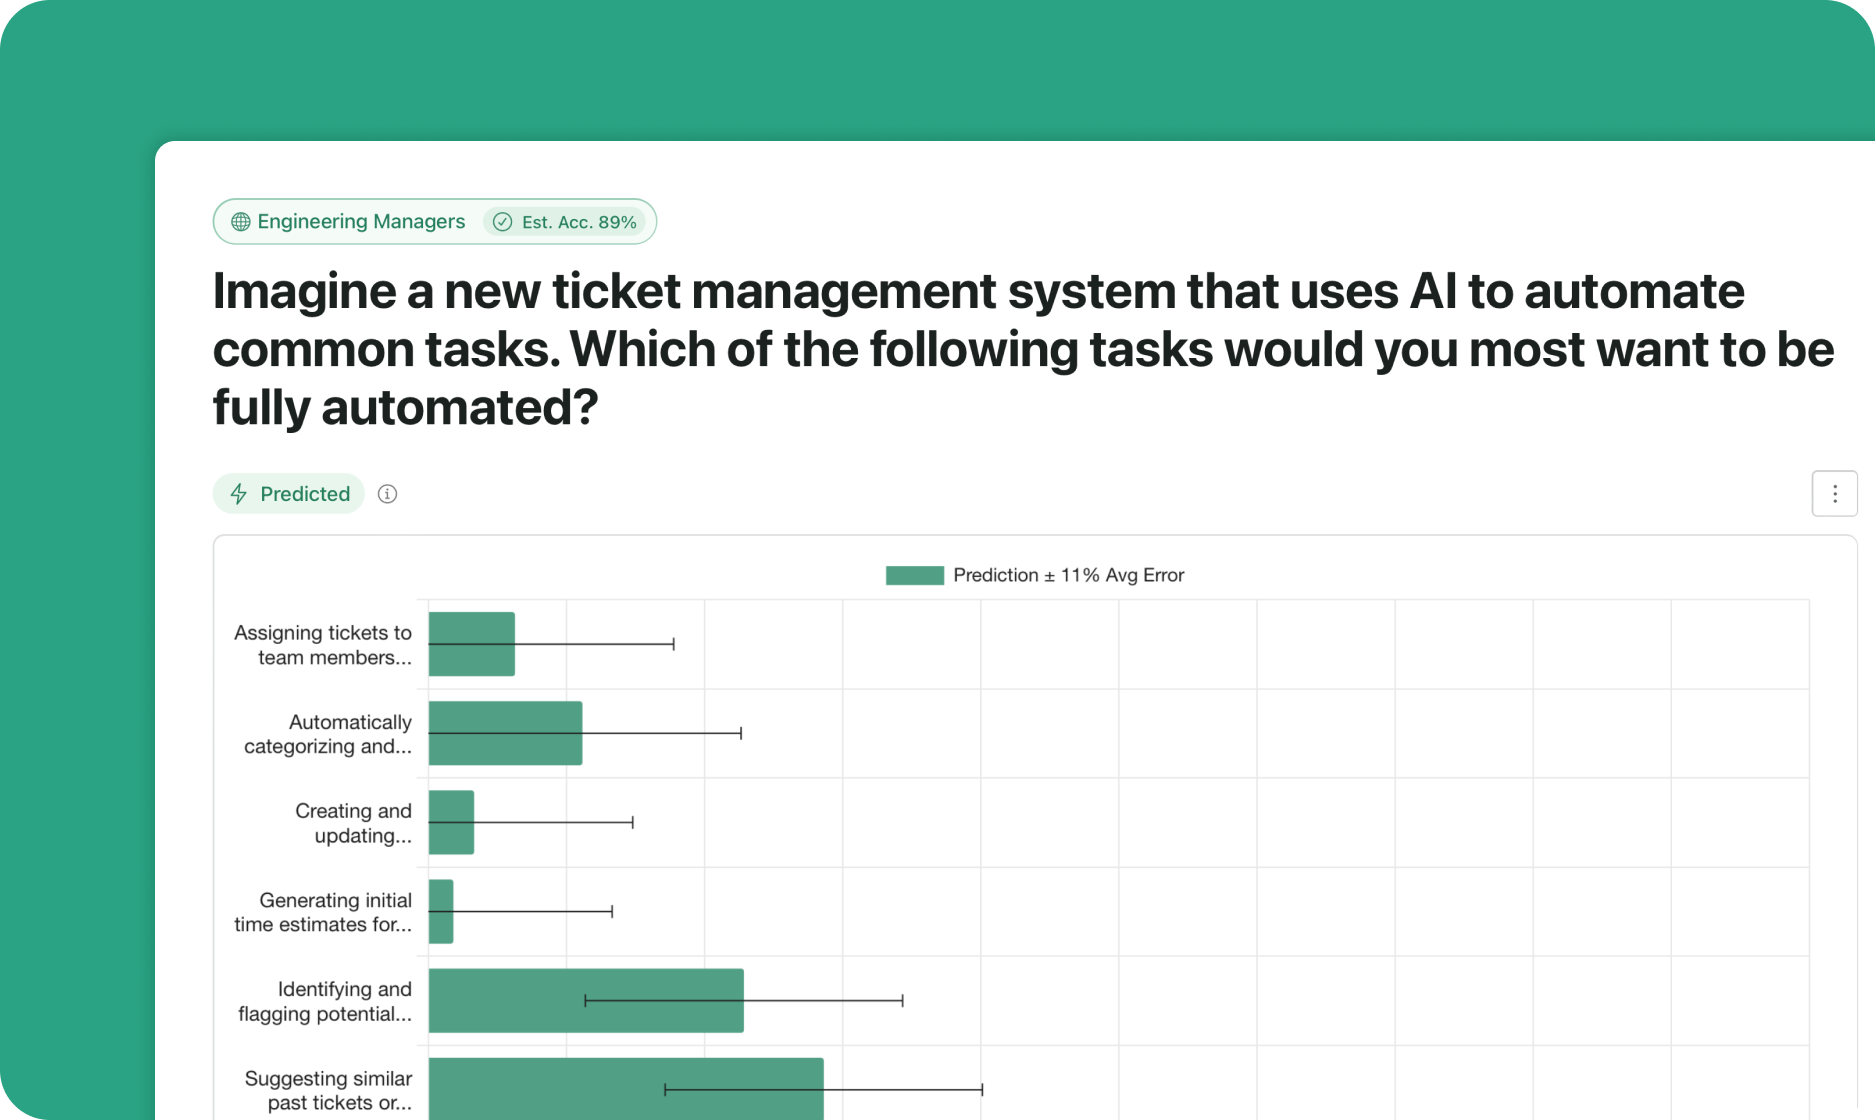 Engineering Managers Est. Acc. 89%
Imagine a new ticket management system that uses AI to automate
common tasks. Which of the following tasks would you most want to be
fully automated?
Predicted
Prediction ± 11% Avg Error
Assigning tickets to
team members...
Automatically
categorizing and...
Creating and
updating...
Generating initial
time estimates for...
Identifying and
flagging potential...
Suggesting similar
past tickets or...